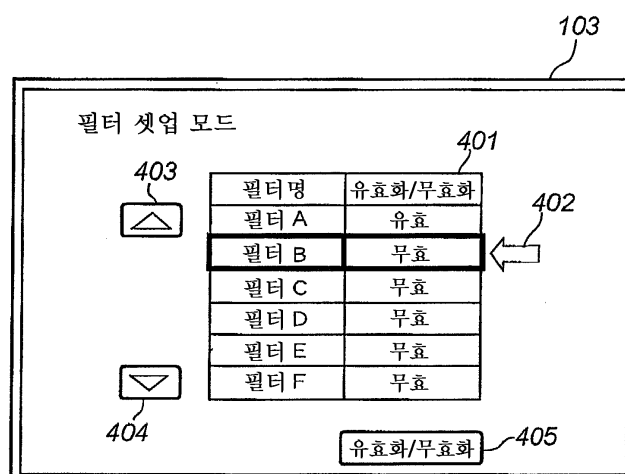 103
필터 셋업 모드
401
403
필터명 유효화/무효화
402
필터 A 유효
필터 B 무효
필터 C 무효
필터 D 무효
필터 E 무효
필터 F 무효
404
유효화/무효화 405